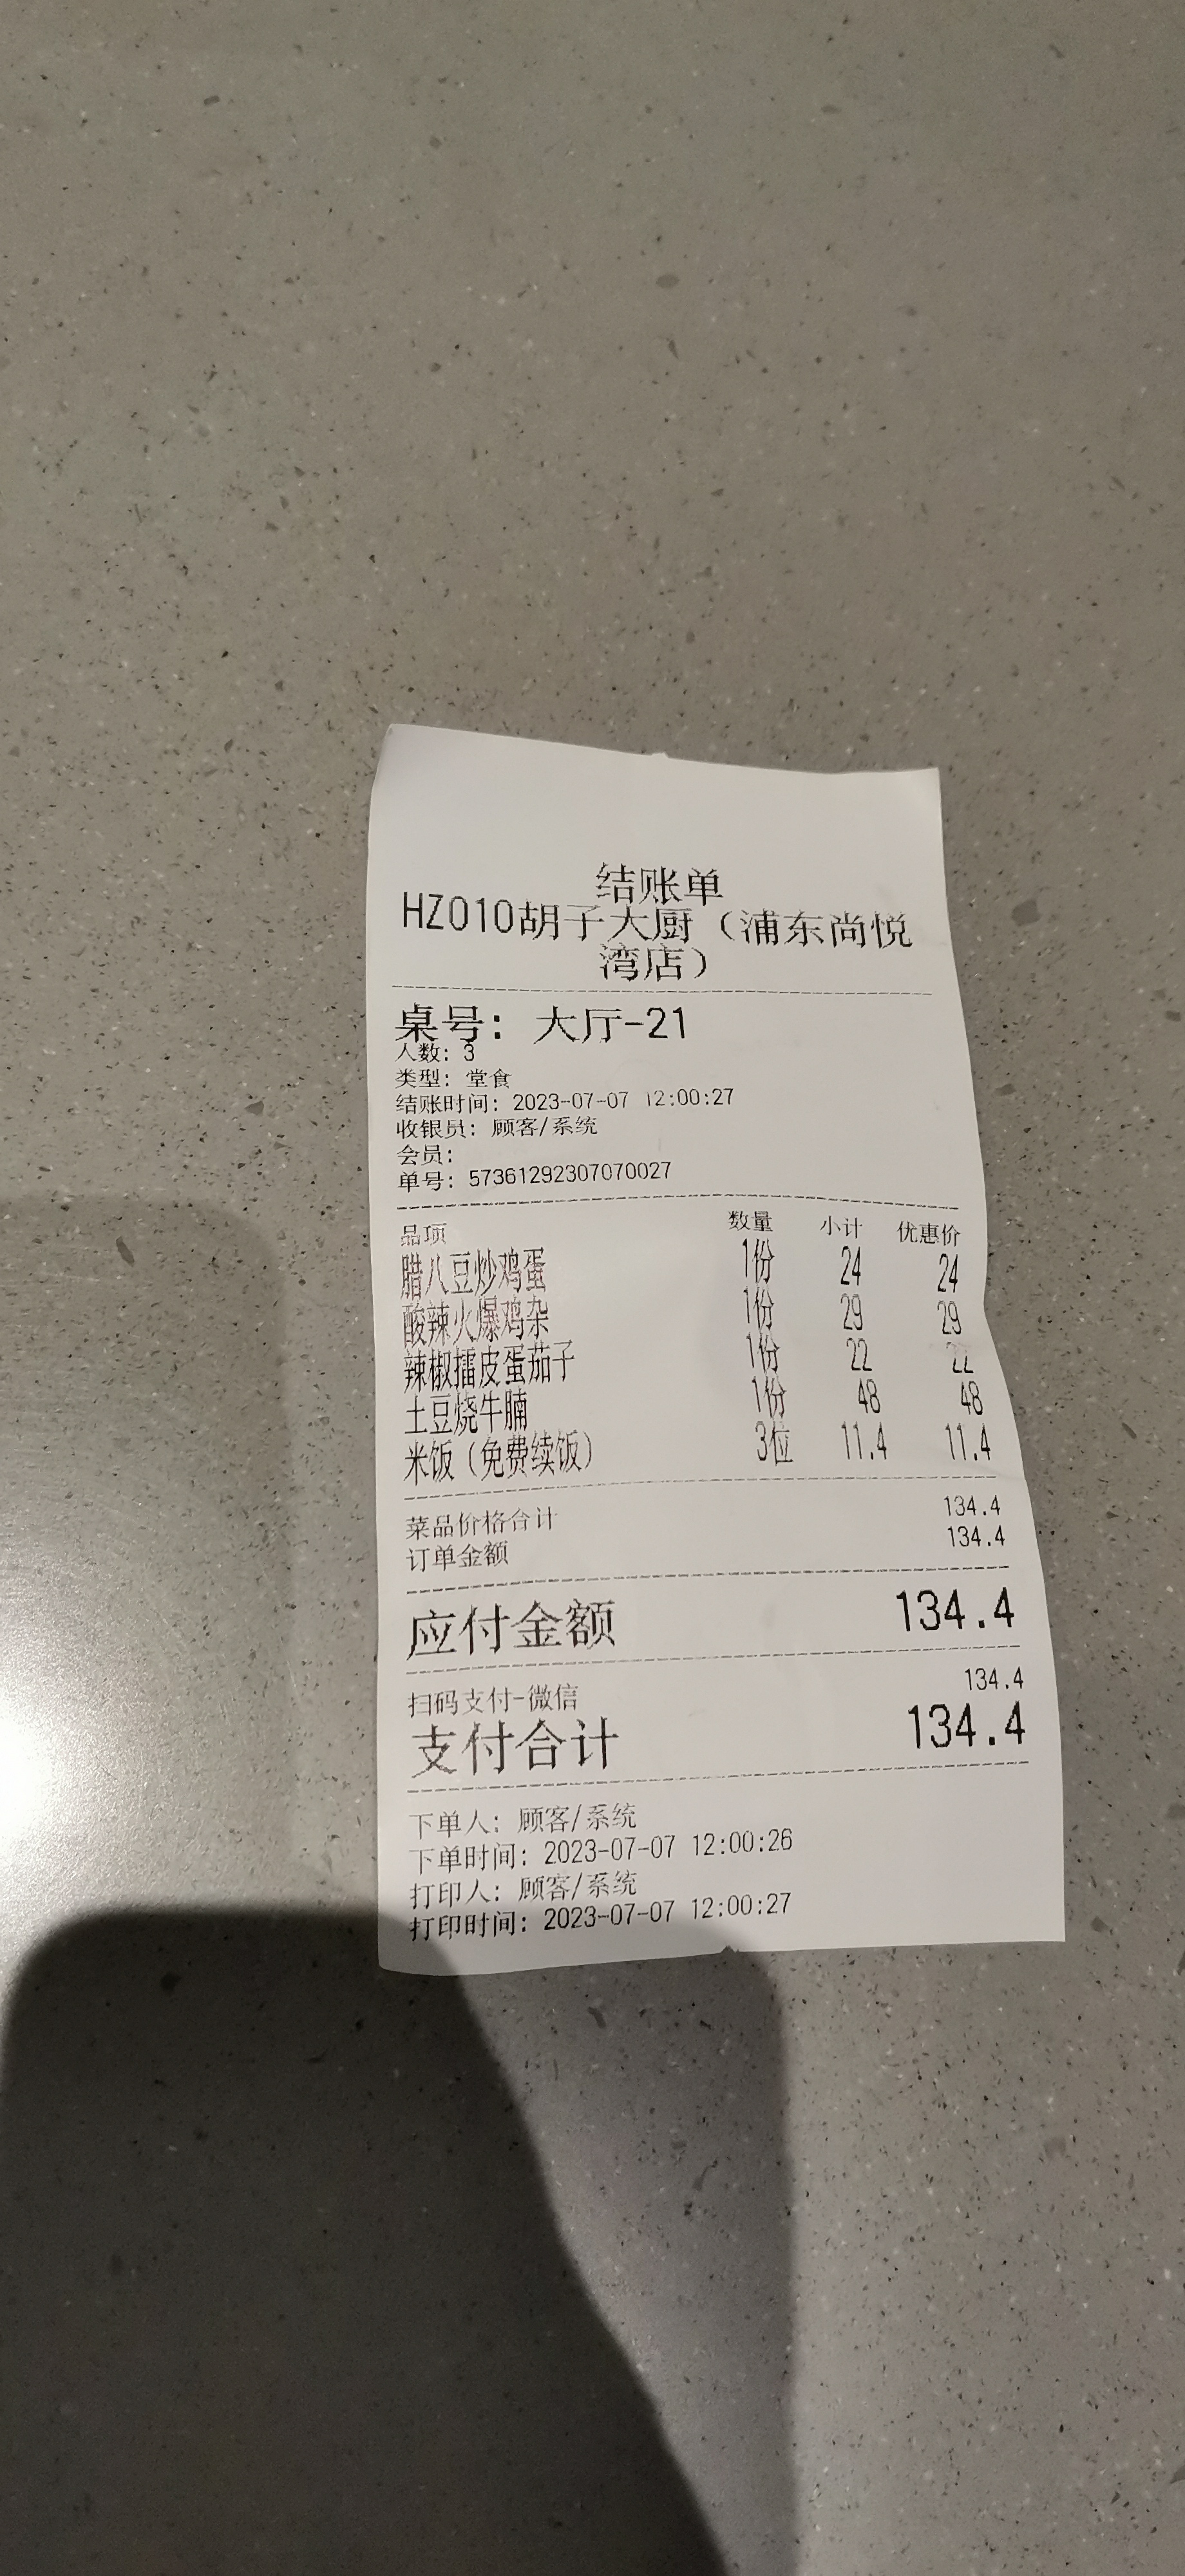 结账单
HZ010胡子大厨（浦东尚悦
湾店）
桌号: 大厅-21
人数: 3
类型: 堂食
结账时间: 2023-07-07 12:00:27
收银员: 顾客/系统
会员:
单号: 573612923070700​27
品项 数量 小计 优惠价
腊八豆炒鸡蛋 1份 24 24
酸辣火爆鸡杂 1份 29 29
辣椒擂皮蛋茄子 1份 22 22
土豆烧牛腩 1份 48 48
米饭（免费续饭） 3位 11.4 11.4
菜品价格合计 134.4
订单金额 134.4
应付金额 134.4
扫码支付-微信 134.4
支付合计 134.4
下单人: 顾客/系统
下单时间: 2023-07-07 12:00:26
打印人: 顾客/系统
打印时间: 2023-07-07 12:00:27